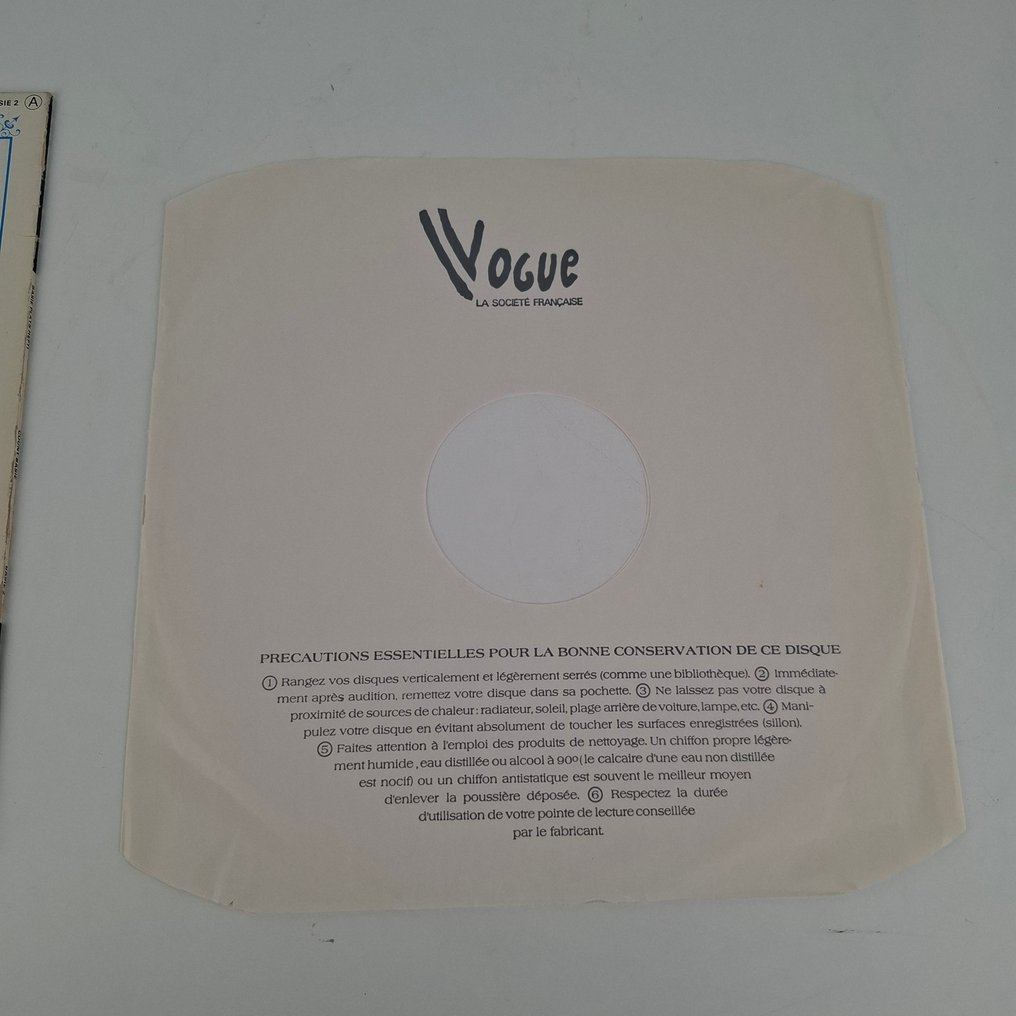 SIE 2 A
Vogue
LA SOCIÉTÉ FRANÇAISE
PRECAUTIONS ESSENTIELLES POUR LA BONNE CONSERVATION DE CE DISQUE
① Rangez vos disques verticalement et légèrement serrés (comme une bibliothèque). ② Immédiate-
ment après audition, remettez votre disque dans sa pochette. ③ Ne laissez pas votre disque à
proximité de sources de chaleur: radiateur, soleil, plage arrière de voiture, lampe, etc. ④ Mani-
pulez votre disque en évitant absolument de toucher les surfaces enregistrées (sillon).
⑤ Faites attention à l'emploi des produits de nettoyage. Un chiffon propre légère-
ment humide, eau distillée ou alcool à 90º (le calcaire d'une eau non distillée
est nocif) ou un chiffon antistatique est souvent le meilleur moyen
d'enlever la poussière déposée. ⑥ Respectez la durée
d'utilisation de votre pointe de lecture conseillée
par le fabricant.